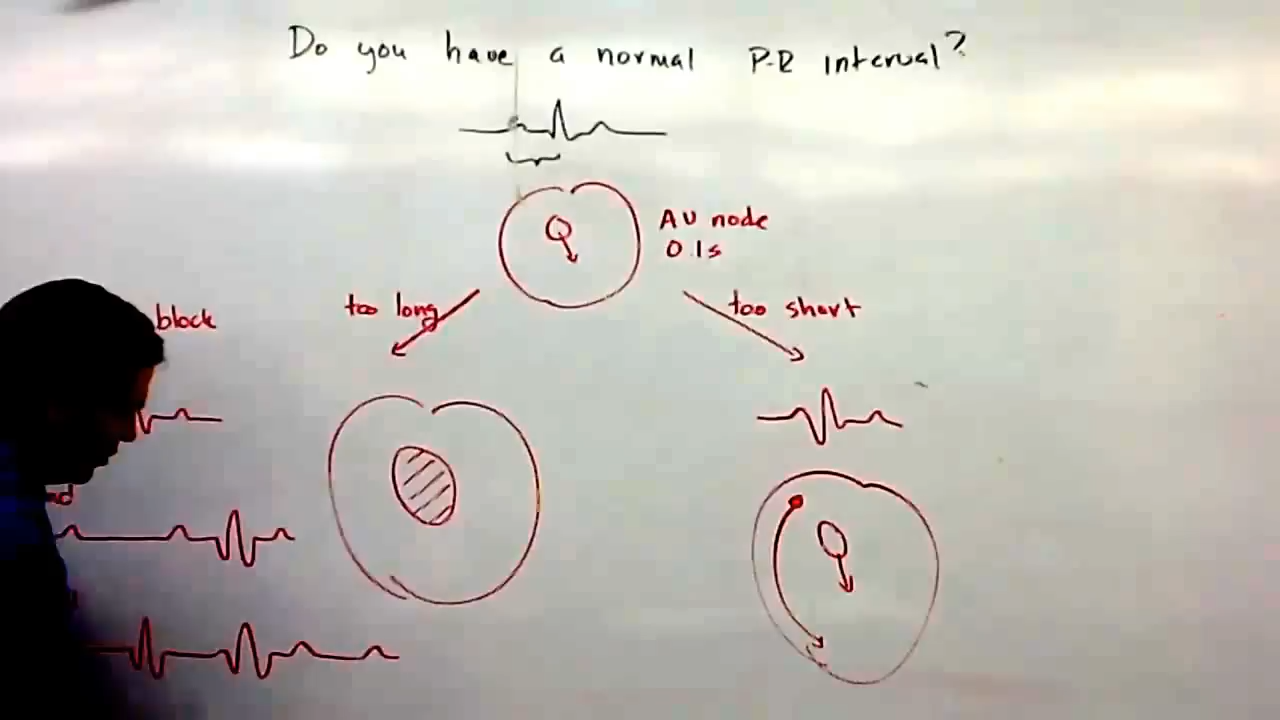 Do you have a normal P-R interval?
AV node
0.1s
too long
too short
block